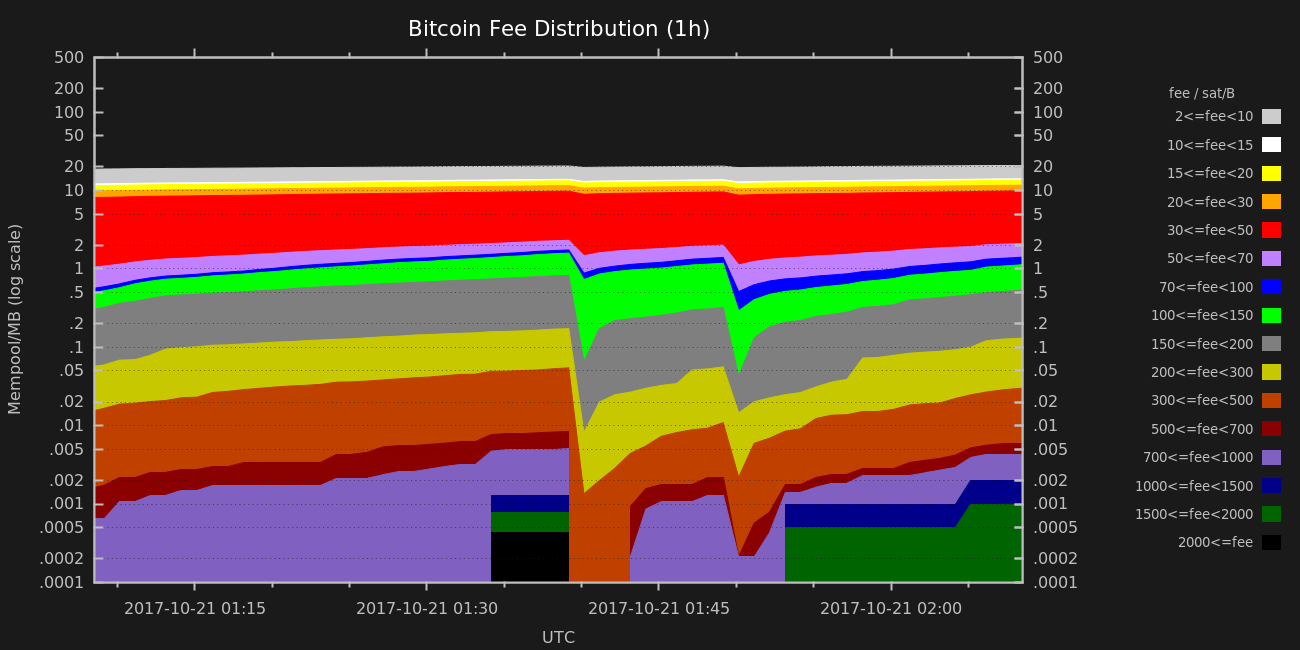 Bitcoin Fee Distribution (1h)
500
200
100
50
20
10
5
2
1
.5
.2
.1
.05
.02
.01
.005
.002
.001
.0005
.0002
.0001
Mempool/MB (log scale)
500
200
100
50
20
10
5
2
1
.5
.2
.1
.05
.02
.01
.005
.002
.001
.0005
.0002
.0001
2017-10-21 01:15
2017-10-21 01:30
2017-10-21 01:45
2017-10-21 02:00
UTC
fee / sat/B
2<=fee<10
10<=fee<15
15<=fee<20
20<=fee<30
30<=fee<50
50<=fee<70
70<=fee<100
100<=fee<150
150<=fee<200
200<=fee<300
300<=fee<500
500<=fee<700
700<=fee<1000
1000<=fee<1500
1500<=fee<2000
2000<=fee